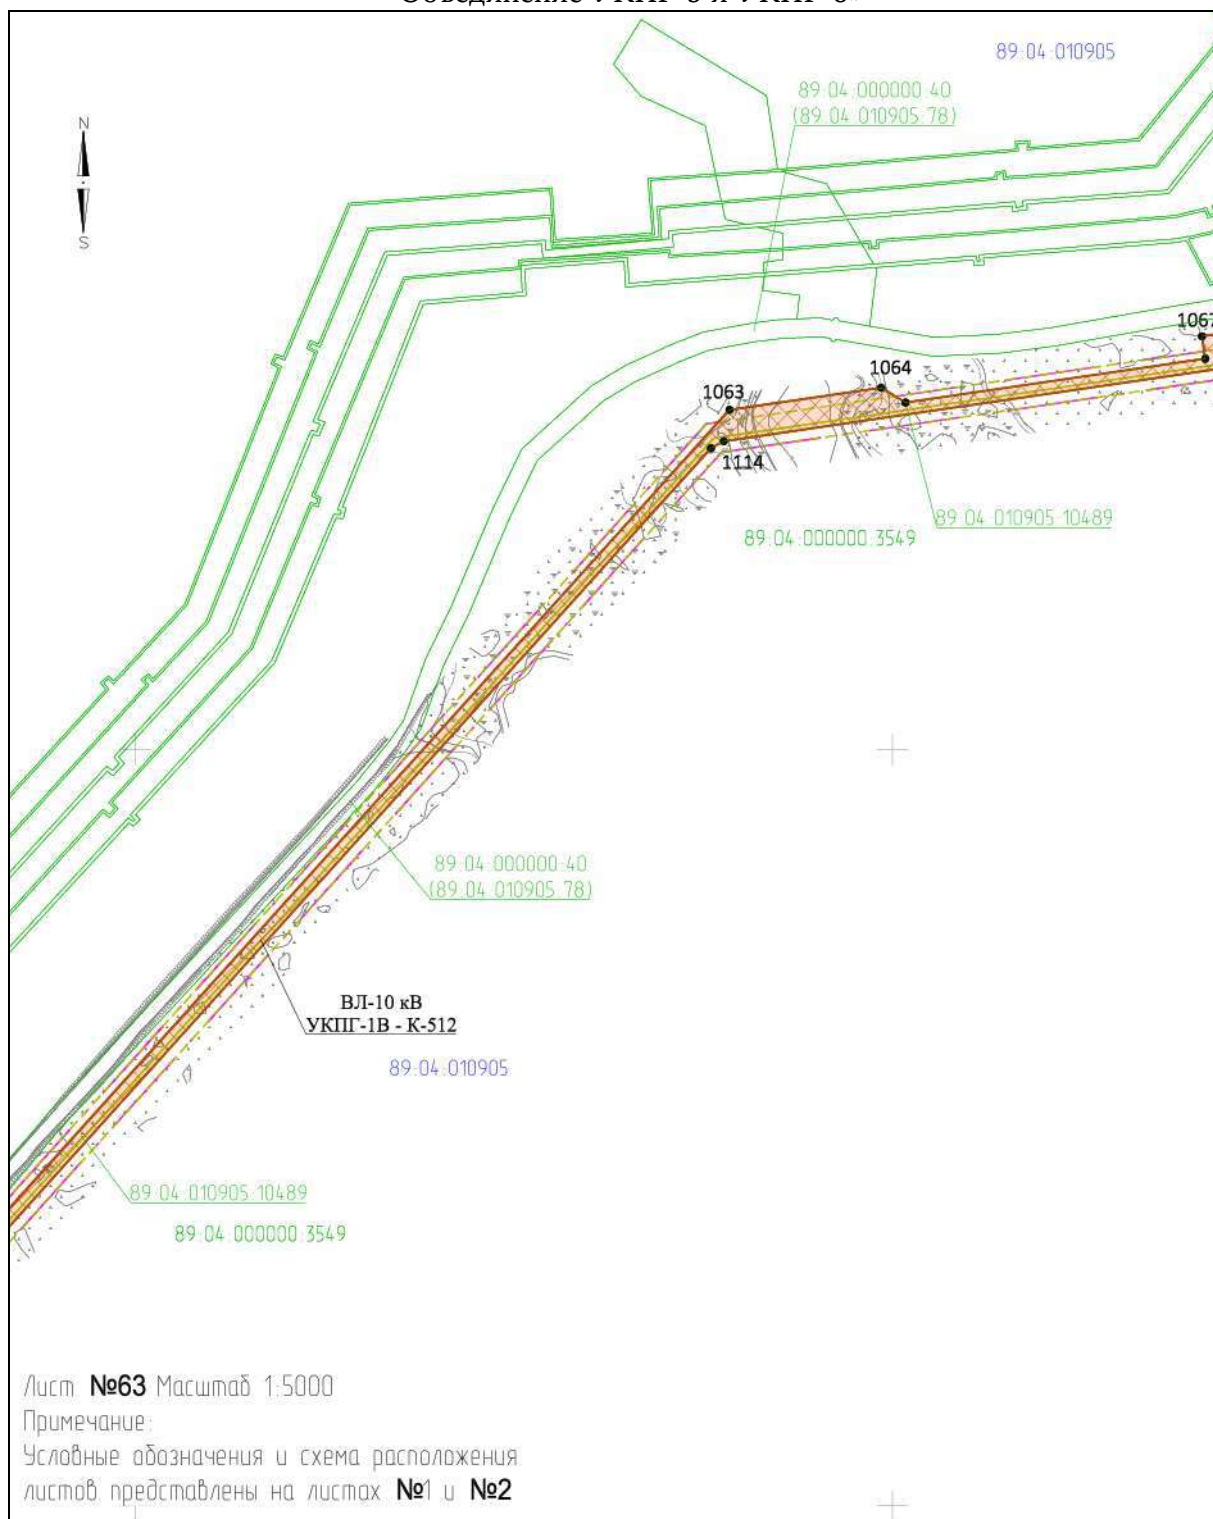 89:04:010905
89:04:000000:40
(89:04:010905:78)
N
S
1067
1064
1063
1114
89:04:010905:10489
89:04:000000:3549
89:04:000000:40
(89:04:010905:78)
ВЛ-10 кВ
УКПГ-1В - К-512
89:04:010905
89:04:010905:10489
89:04:000000:3549
Лист №63 Масштаб 1:5000
Примечание:
Условные обозначения и схема расположения
листов представлены на листах №1 и №2